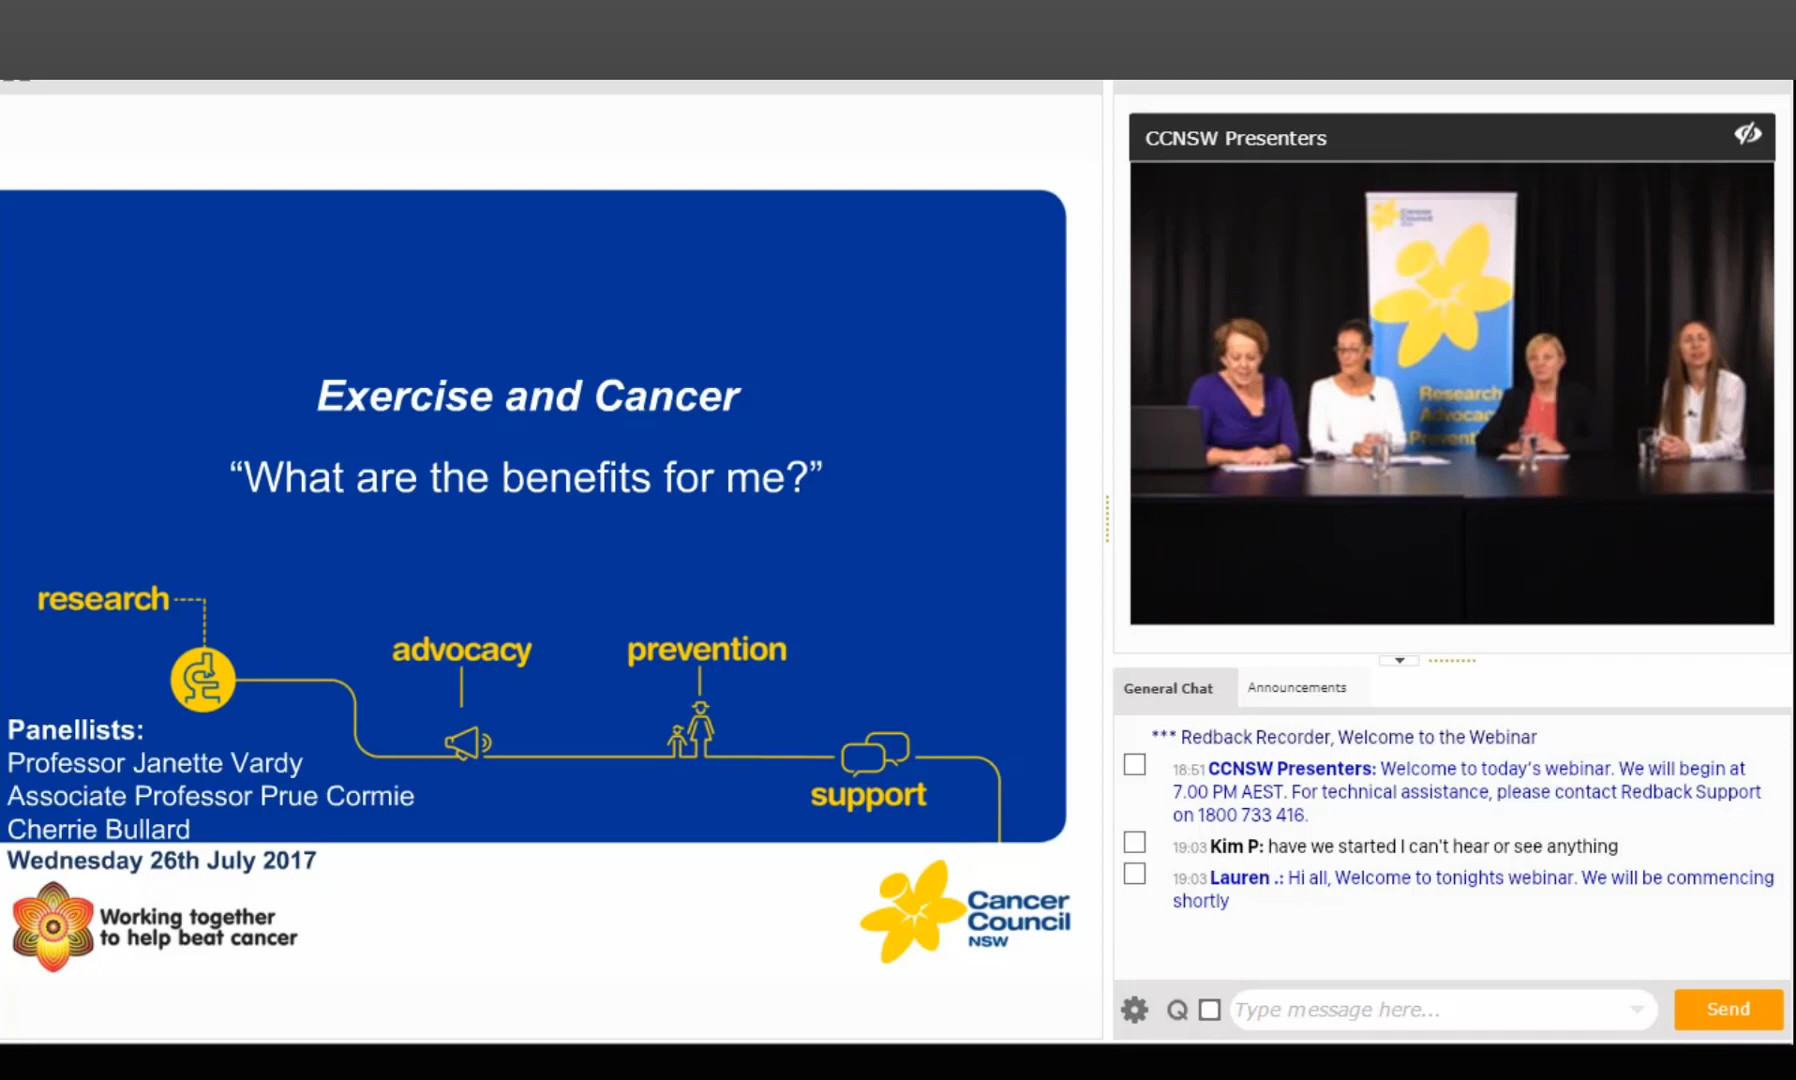 Exercise and Cancer
“What are the benefits for me?”
research
advocacy
prevention
support
Panellists:
Professor Janette Vardy
Associate Professor Prue Cormie
Cherrie Bullard
Wednesday 26th July 2017
Working together
to help beat cancer
Cancer
Council
NSW
CCNSW Presenters
Cancer
Council
Research
Advocac
Prevent
General Chat
Announcements
*** Redback Recorder, Welcome to the Webinar
18:51 CCNSW Presenters: Welcome to today's webinar. We will begin at
7.00 PM AEST. For technical assistance, please contact Redback Support
on 1800 733 416.
19:03 Kim P: have we started I can't hear or see anything
19:03 Lauren .: Hi all, Welcome to tonights webinar. We will be commencing
shortly
Q
Type message here...
Send